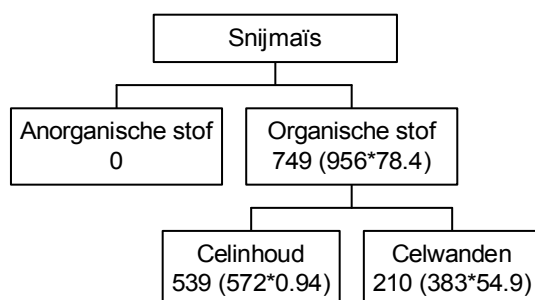 Snijmaïs
Anorganische stof
0
Organische stof
749 (956*78.4)
Celinhoud
539 (572*0.94)
Celwanden
210 (383*54.9)